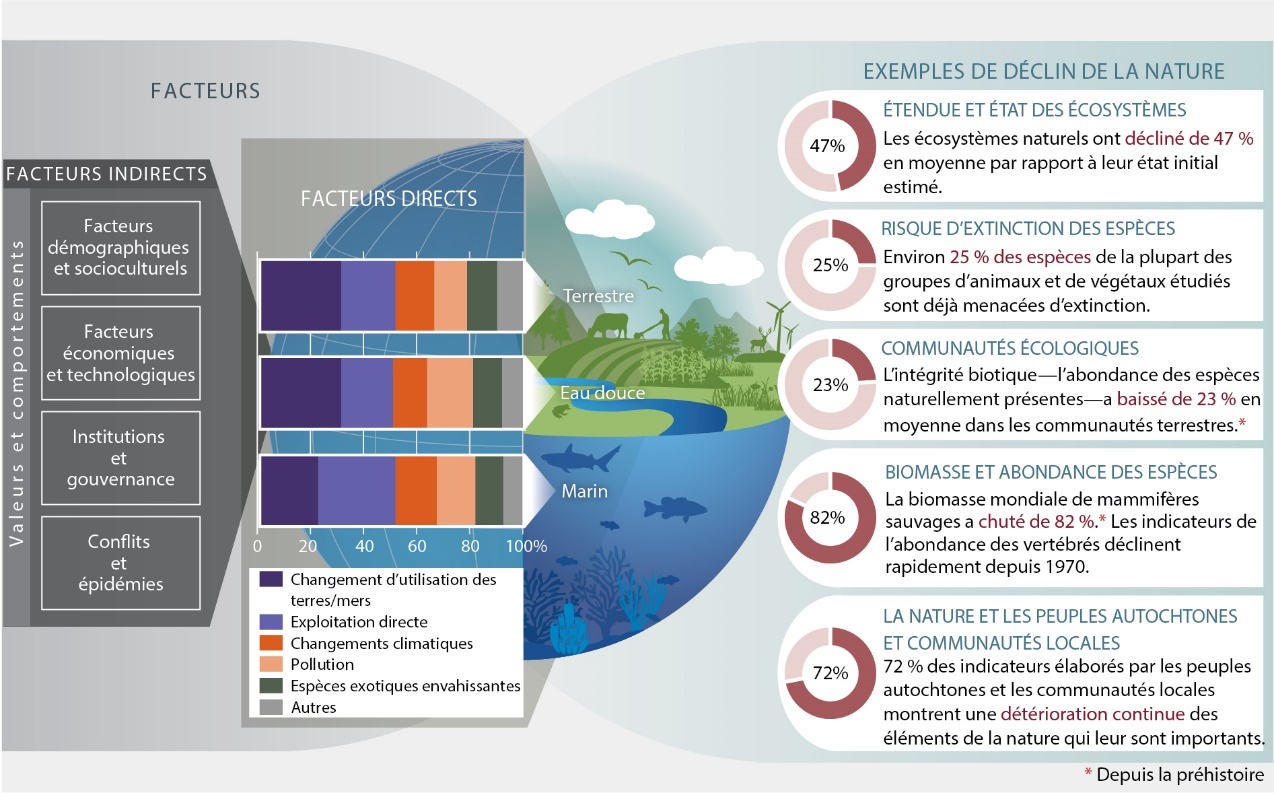 FACTEURS
FACTEURS INDIRECTS
Valeurs et comportements
Facteurs
démographiques
et socioculturels
Facteurs
économiques
et technologiques
Institutions
et
gouvernance
Conflits
et
épidémies
FACTEURS DIRECTS
Terrestre
Eau douce
Marin
0 20 40 60 80 100%
Changement d’utilisation des
terres/mers
Exploitation directe
Changements climatiques
Pollution
Espèces exotiques envahissantes
Autres
EXEMPLES DE DÉCLIN DE LA NATURE
47%
ÉTENDUE ET ÉTAT DES ÉCOSYSTÈMES
Les écosystèmes naturels ont décliné de 47 %
en moyenne par rapport à leur état initial
estimé.
25%
RISQUE D’EXTINCTION DES ESPÈCES
Environ 25 % des espèces de la plupart des
groupes d’animaux et de végétaux étudiés
sont déjà menacées d’extinction.
23%
COMMUNAUTÉS ÉCOLOGIQUES
L’intégrité biotique—l’abondance des espèces
naturellement présentes—a baissé de 23 % en
moyenne dans les communautés terrestres.*
82%
BIOMASSE ET ABONDANCE DES ESPÈCES
La biomasse mondiale de mammifères
sauvages a chuté de 82 %.* Les indicateurs de
l’abondance des vertébrés déclinent
rapidement depuis 1970.
72%
LA NATURE ET LES PEUPLES AUTOCHTONES
ET COMMUNAUTÉS LOCALES
72 % des indicateurs élaborés par les peuples
autochtones et les communautés locales
montrent une détérioration continue des
éléments de la nature qui leur sont importants.
* Depuis la préhistoire